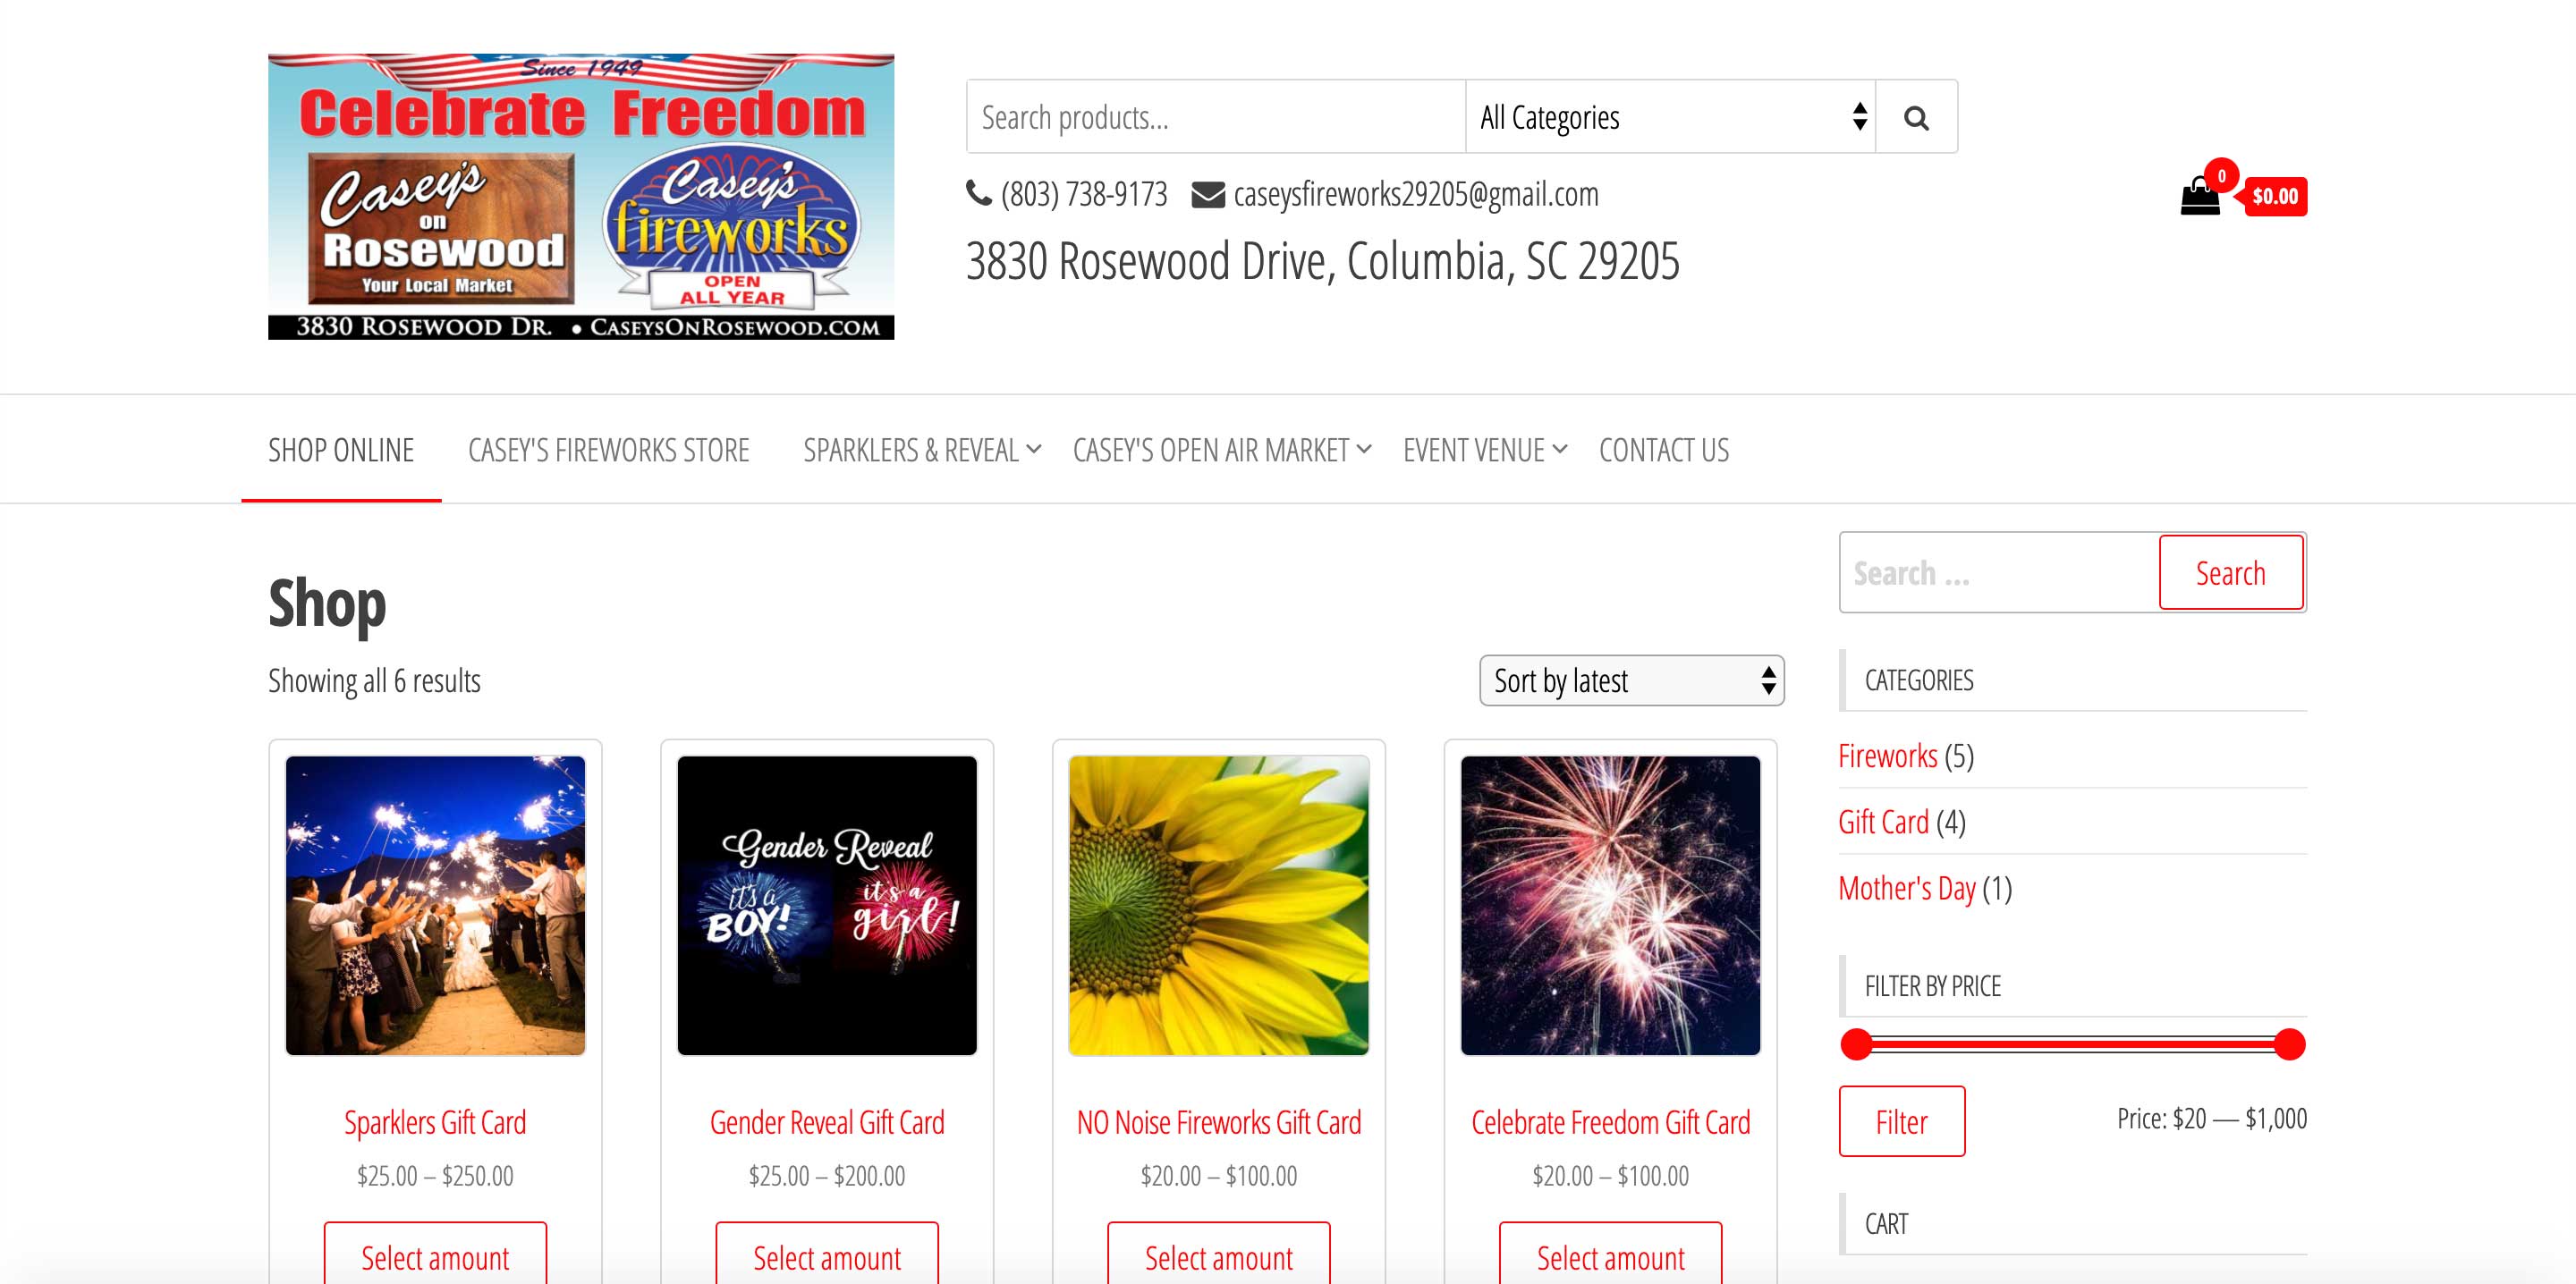 Since 1949
Celebrate Freedom
Casey's
on
Rosewood
Your Local Market
Casey's
fireworks
OPEN
ALL YEAR
3830 ROSEWOOD DR. • CASEYSONROSEWOOD.COM
Search products... All Categories
(803) 738-9173 caseysfireworks29205@gmail.com
3830 Rosewood Drive, Columbia, SC 29205
0
$0.00
SHOP ONLINE CASEY'S FIREWORKS STORE SPARKLERS & REVEAL CASEY'S OPEN AIR MARKET EVENT VENUE CONTACT US
Shop
Showing all 6 results
Sort by latest
Gender Reveal
it's a
BOY!
it's a
girl!
Sparklers Gift Card
$25.00 – $250.00
Select amount
Gender Reveal Gift Card
$25.00 – $200.00
Select amount
NO Noise Fireworks Gift Card
$20.00 – $100.00
Select amount
Celebrate Freedom Gift Card
$20.00 – $100.00
Select amount
Search ... Search
CATEGORIES
Fireworks (5)
Gift Card (4)
Mother's Day (1)
FILTER BY PRICE
Filter Price: $20 — $1,000
CART